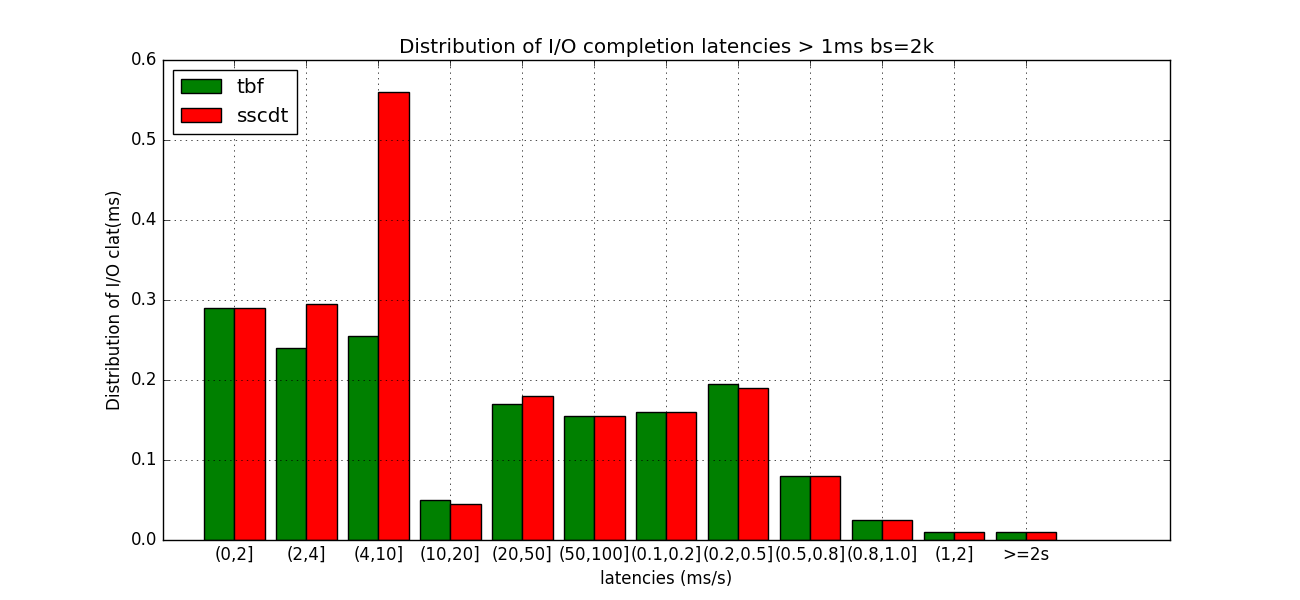 Distribution of I/O completion latencies > 1ms bs=2k
tbf
sscdt
0.6
0.5
0.4
0.3
0.2
0.1
0.0
Distribution of I/O clat(ms)
(0,2] (2,4] (4,10] (10,20] (20,50] (50,100] (0.1,0.2] (0.2,0.5] (0.5,0.8] (0.8,1.0] (1,2] >=2s
latencies (ms/s)